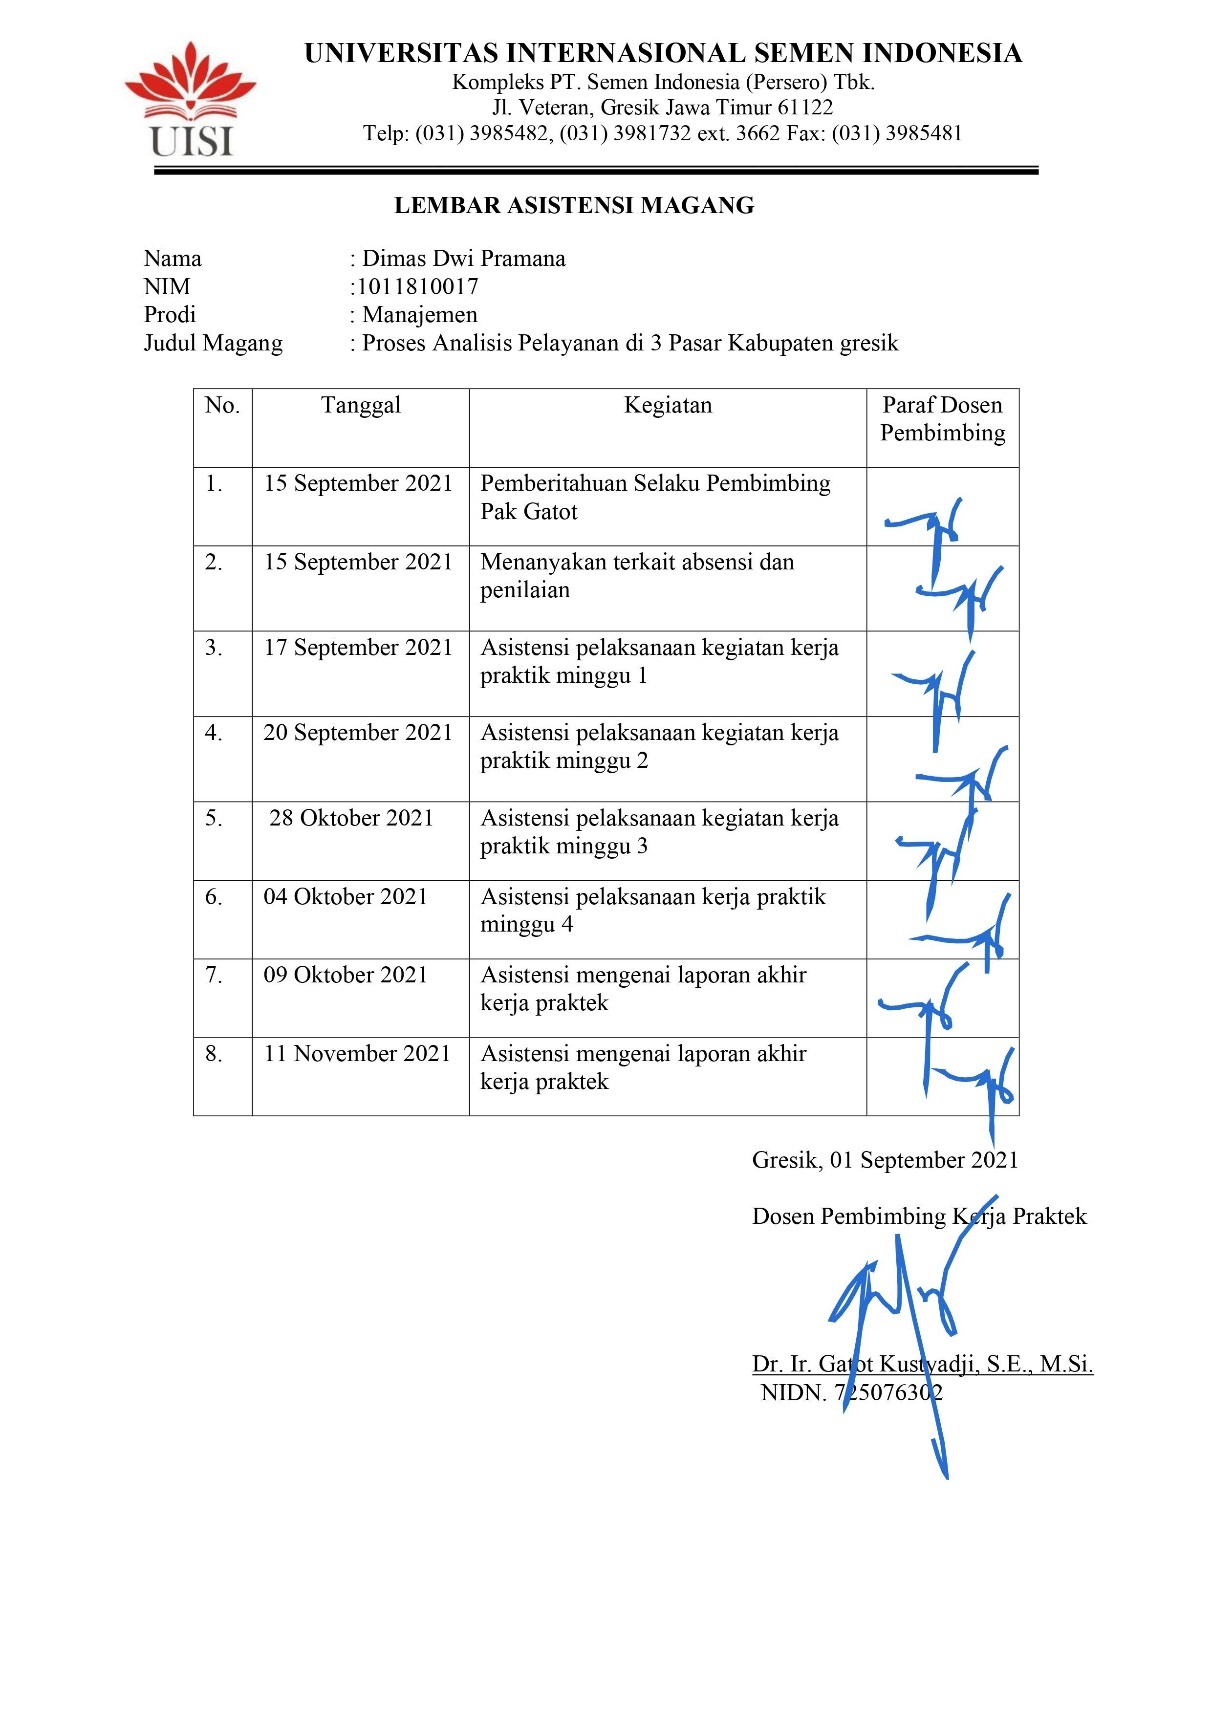 UISI
UNIVERSITAS INTERNASIONAL SEMEN INDONESIA
Kompleks PT. Semen Indonesia (Persero) Tbk.
Jl. Veteran, Gresik Jawa Timur 61122
Telp: (031) 3985482, (031) 3981732 ext. 3662 Fax: (031) 3985481
LEMBAR ASISTENSI MAGANG
Nama : Dimas Dwi Pramana
NIM :1011810017
Prodi : Manajemen
Judul Magang : Proses Analisis Pelayanan di 3 Pasar Kabupaten gresik
No. Tanggal Kegiatan Paraf Dosen
Pembimbing
1. 15 September 2021 Pemberitahuan Selaku Pembimbing
Pak Gatot
2. 15 September 2021 Menanyakan terkait absensi dan
penilaian
3. 17 September 2021 Asistensi pelaksanaan kegiatan kerja
praktik minggu 1
4. 20 September 2021 Asistensi pelaksanaan kegiatan kerja
praktik minggu 2
5. 28 Oktober 2021 Asistensi pelaksanaan kegiatan kerja
praktik minggu 3
6. 04 Oktober 2021 Asistensi pelaksanaan kerja praktik
minggu 4
7. 09 Oktober 2021 Asistensi mengenai laporan akhir
kerja praktek
8. 11 November 2021 Asistensi mengenai laporan akhir
kerja praktek
Gresik, 01 September 2021
Dosen Pembimbing Kerja Praktek
Dr. Ir. Gatot Kustyadji, S.E., M.Si.
NIDN. 725076302